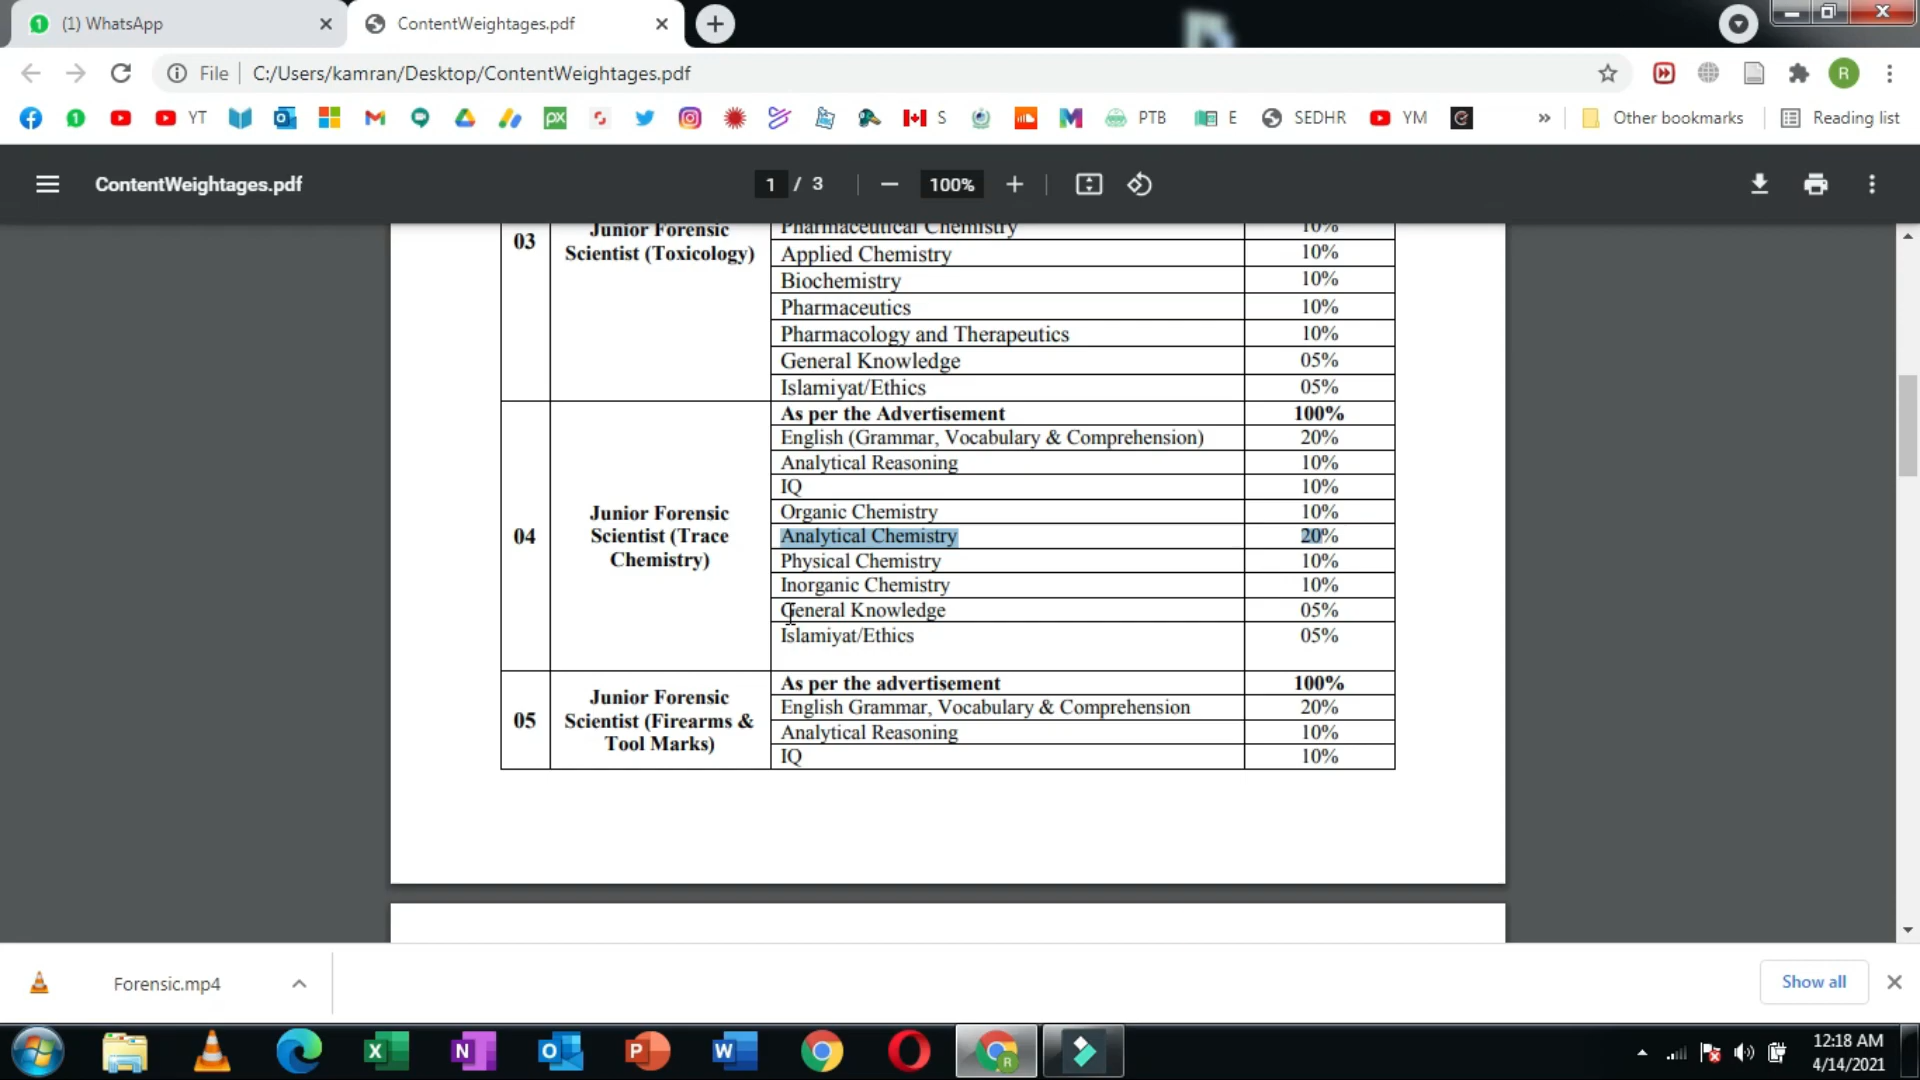 (1) WhatsApp
ContentWeightages.pdf
File
C:/Users/kamran/Desktop/ContentWeightages.pdf
R
YT
S
PTB
E
SEDHR
YM
»
Other bookmarks
Reading list
ContentWeightages.pdf
1 / 3
100%
03
Junior Forensic
Scientist (Toxicology)
Pharmaceutical Chemistry 10%
Applied Chemistry 10%
Biochemistry 10%
Pharmaceutics 10%
Pharmacology and Therapeutics 10%
General Knowledge 05%
Islamiyat/Ethics 05%
04
Junior Forensic
Scientist (Trace
Chemistry)
As per the Advertisement 100%
English (Grammar, Vocabulary & Comprehension) 20%
Analytical Reasoning 10%
IQ 10%
Organic Chemistry 10%
Analytical Chemistry 20%
Physical Chemistry 10%
Inorganic Chemistry 10%
General Knowledge 05%
Islamiyat/Ethics 05%
05
Junior Forensic
Scientist (Firearms &
Tool Marks)
As per the advertisement 100%
English Grammar, Vocabulary & Comprehension 20%
Analytical Reasoning 10%
IQ 10%
Forensic.mp4
Show all
12:18 AM
4/14/2021